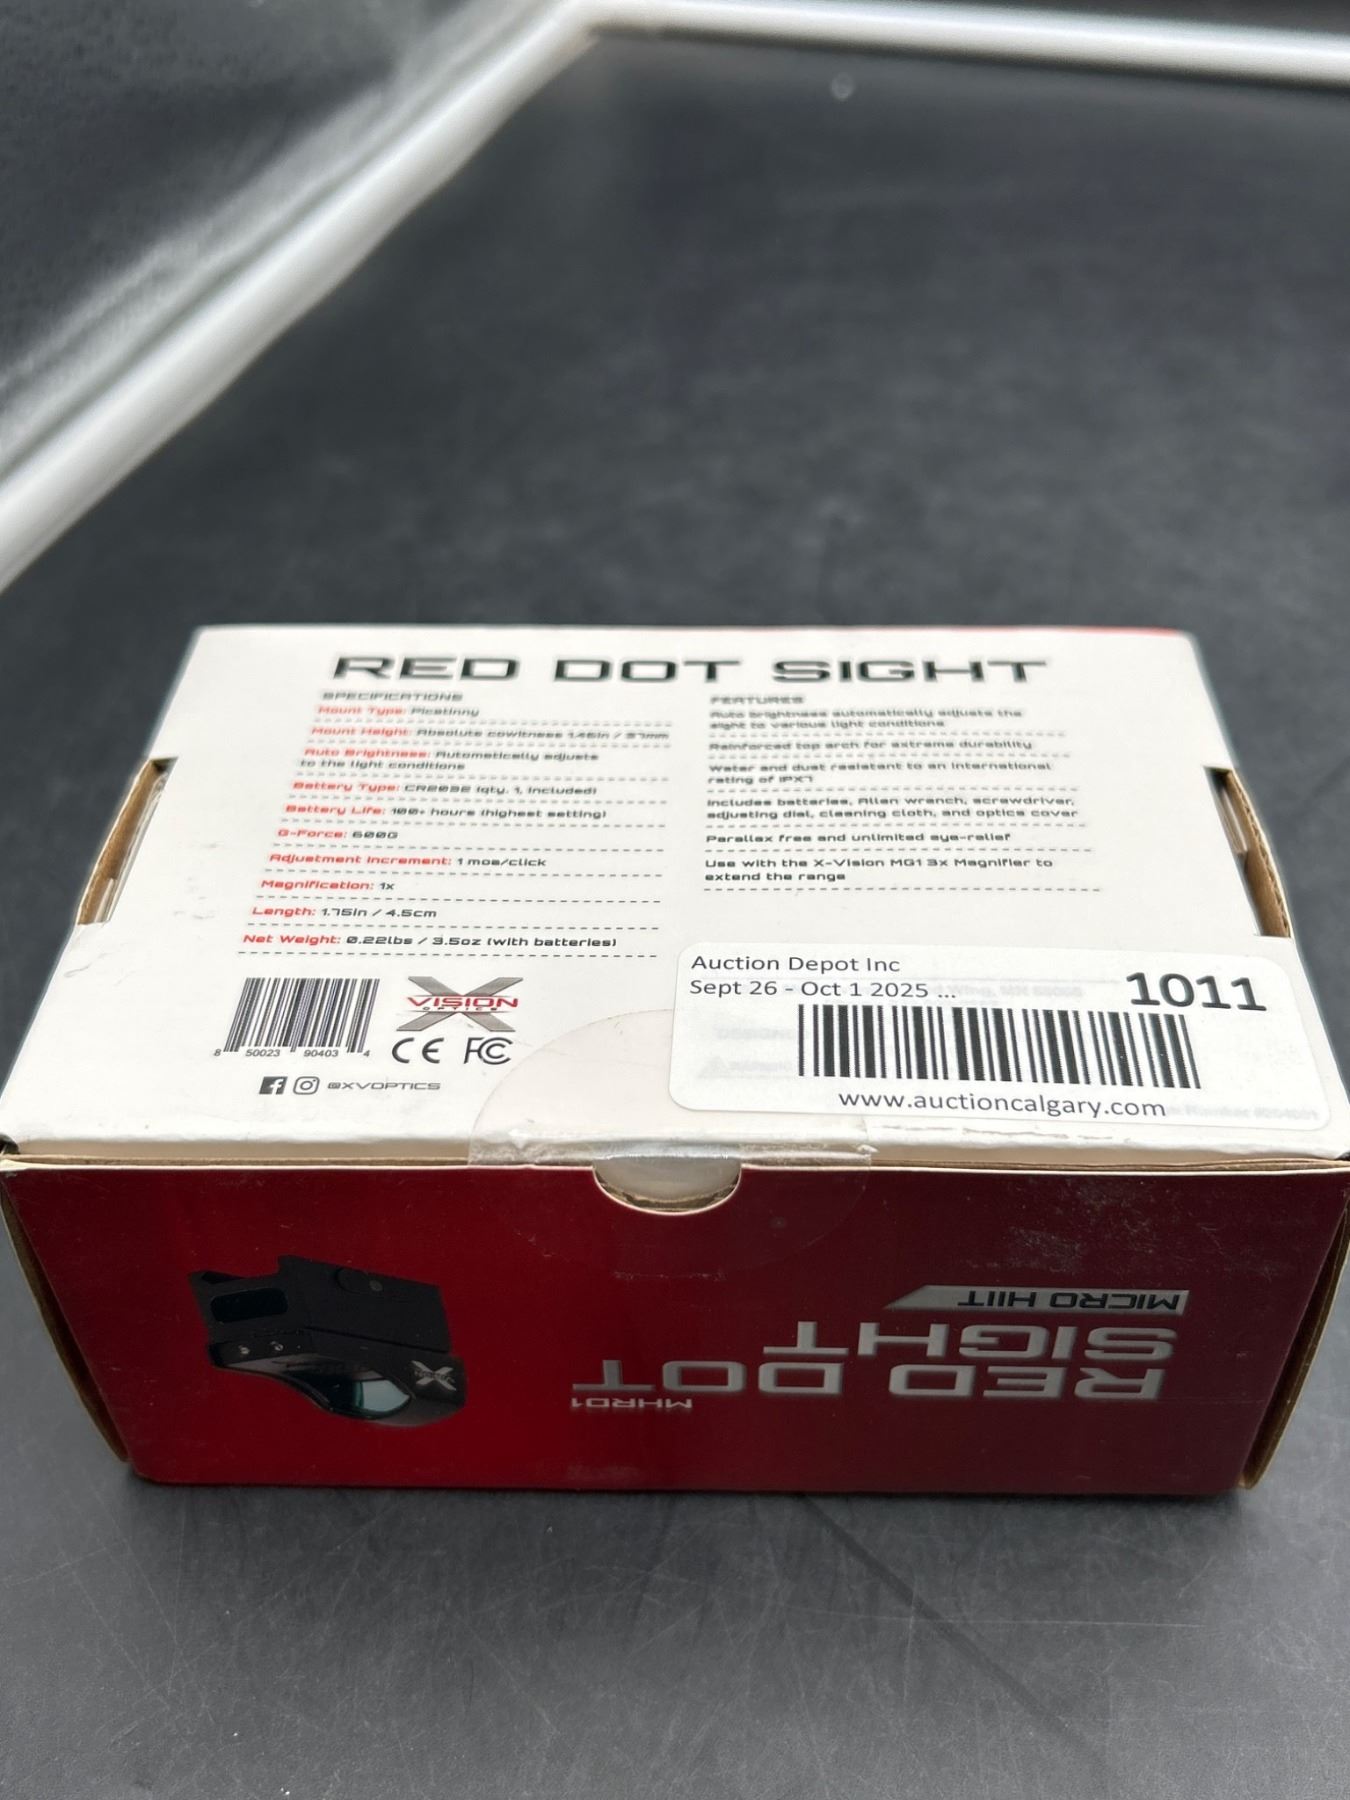 RED DOT SIGHT
SPECIFICATIONS
Mount Type: Picatinny
Mount Height: Absolute cowitness 1.46in / 37mm
Auto Brightness: Automatically adjusts
to the light conditions
Battery Type: CR2032 (qty. 1, included)
Battery Life: 100+ hours (highest setting)
G-Force: 600G
Adjustment Increment: 1 moa/click
Magnification: 1x
Length: 1.75in / 4.5cm
Net Weight: 0.22lbs / 3.5oz (with batteries)
FEATURES
Auto brightness automatically adjusts the
sight to various light conditions
Reinforced top arch for extreme durability
Water and dust resistant to an international
rating of IPX7
Includes batteries, Allen wrench, screwdriver,
adjusting dial, cleaning cloth, and optics cover
Parallax free and unlimited eye-relief
Use with the X-Vision MG1 3x Magnifier to
extend the range
8 50023 90403 4
X
VISION
OPTICS
CE FC
@XVOPTICS
Auction Depot Inc
Sept 26 - Oct 1 2025 ...
1011
www.auctioncalgary.com
MICRO HIIT
SIGHT
RED DOT
MHRD1